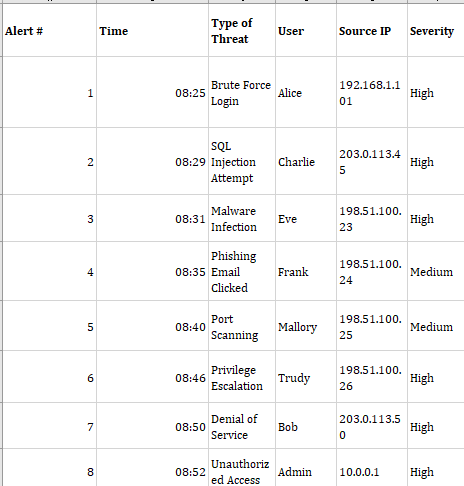 Alert # Time Type of Threat User Source IP Severity
1 08:25 Brute Force Login Alice 192.168.1.101 High
2 08:29 SQL Injection Attempt Charlie 203.0.113.45 High
3 08:31 Malware Infection Eve 198.51.100.23 High
4 08:35 Phishing Email Clicked Frank 198.51.100.24 Medium
5 08:40 Port Scanning Mallory 198.51.100.25 Medium
6 08:46 Privilege Escalation Trudy 198.51.100.26 High
7 08:50 Denial of Service Bob 203.0.113.50 High
8 08:52 Unauthorized Access Admin 10.0.0.1 High